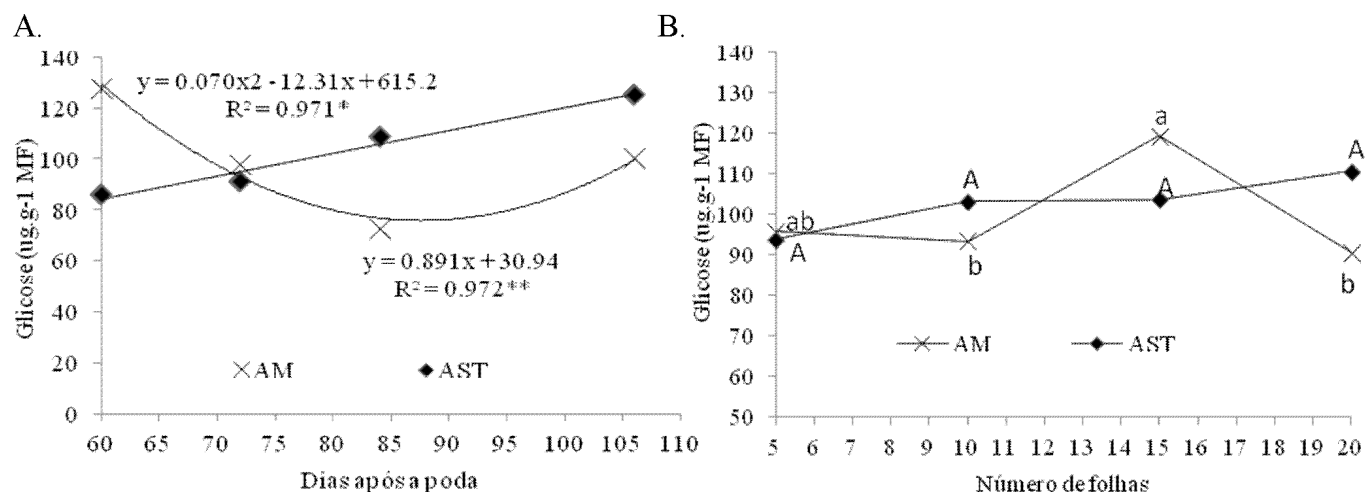 A.
140
120
100
80
60
40
20
0
Glicose (ug.g-1 MF)
y = 0.070x2 - 12.31x + 615.2
R² = 0.971*
y = 0.891x + 30.94
R² = 0.972**
AM
AST
60 65 70 75 80 85 90 95 100 105 110
Dias após a poda
B.
140
130
120
110
100
90
80
70
60
50
Glicose (ug.g-1 MF)
a
A
A
A
ab
A
b
b
AM
AST
5 6 7 8 9 10 11 12 13 14 15 16 17 18 19 20
Número de folhas